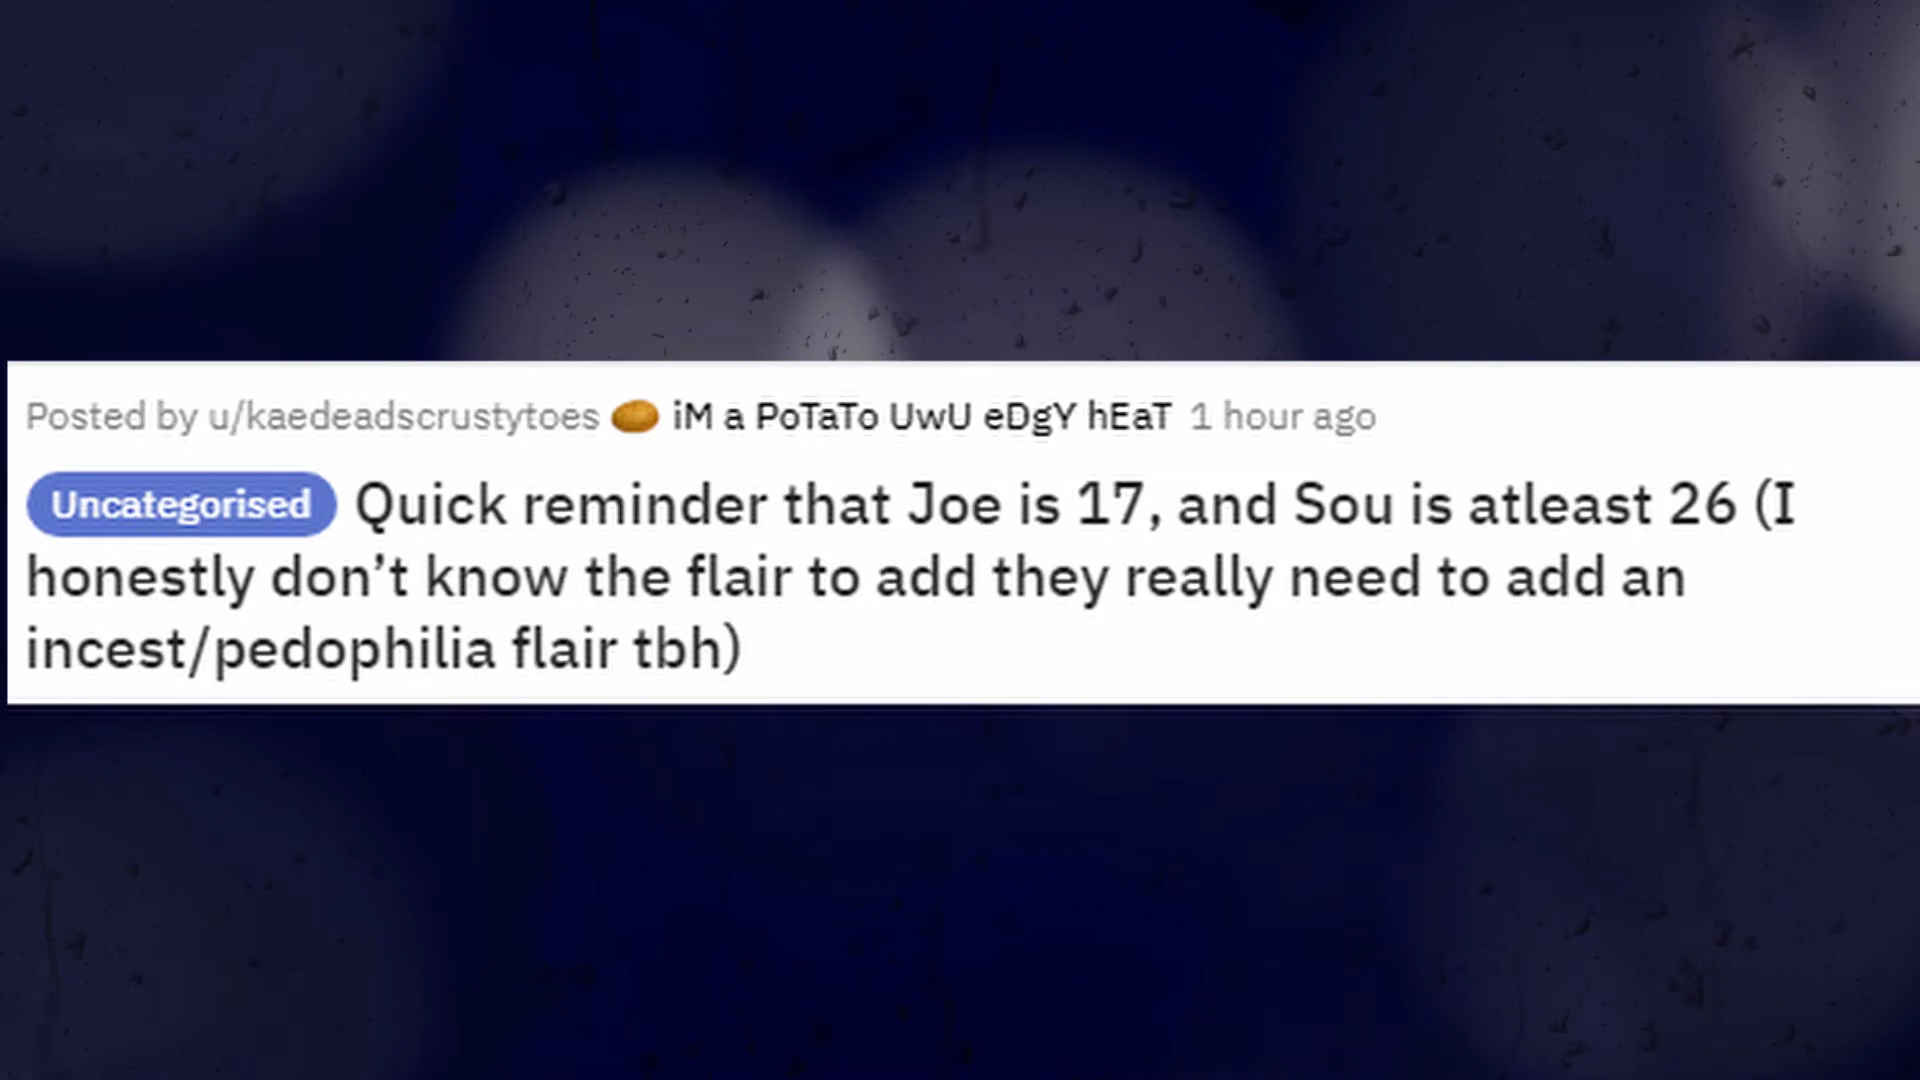 Posted by u/kaedeadscrustytoes 🥔 iM a PoTaTo UwU eDgY hEaT 1 hour ago
Uncategorised Quick reminder that Joe is 17, and Sou is atleast 26 (I
honestly don’t know the flair to add they really need to add an
incest/pedophilia flair tbh)